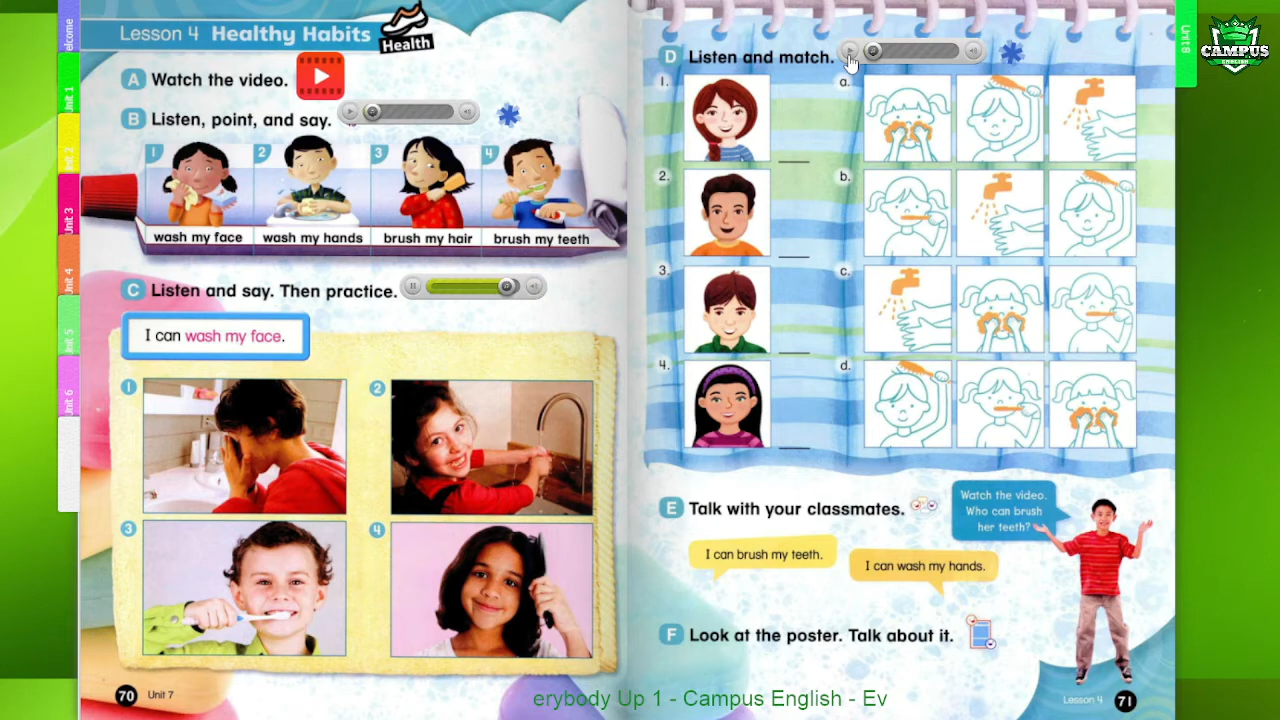 Lesson 4 Healthy Habits
Health
A Watch the video.
B Listen, point, and say.
1 2 3 4
wash my face wash my hands brush my hair brush my teeth
C Listen and say. Then practice.
I can wash my face.
1 2
3 4
70 Unit 7
elcome
Unit 1
Unit 2
Unit 3
Unit 4
Unit 5
Unit 6
D Listen and match.
1. a.
2. b.
3. c.
4. d.
E Talk with your classmates.
Watch the video.
Who can brush
her teeth?
I can brush my teeth.
I can wash my hands.
F Look at the poster. Talk about it.
Lesson 4 71
Unit 8
CAMPUS
ENGLISH
erybody Up 1 - Campus English - Ev